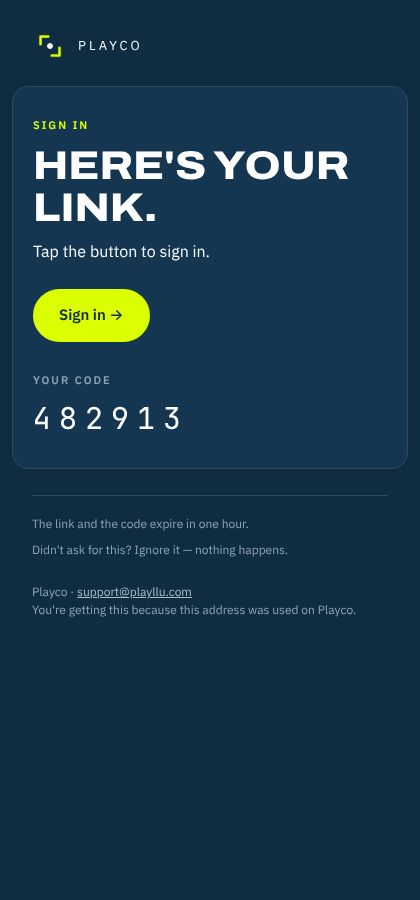 PLAYCO
SIGN IN
HERE'S YOUR
LINK.
Tap the button to sign in.
Sign in →
YOUR CODE
482913
The link and the code expire in one hour.
Didn't ask for this? Ignore it — nothing happens.
Playco · support@playllu.com
You're getting this because this address was used on Playco.